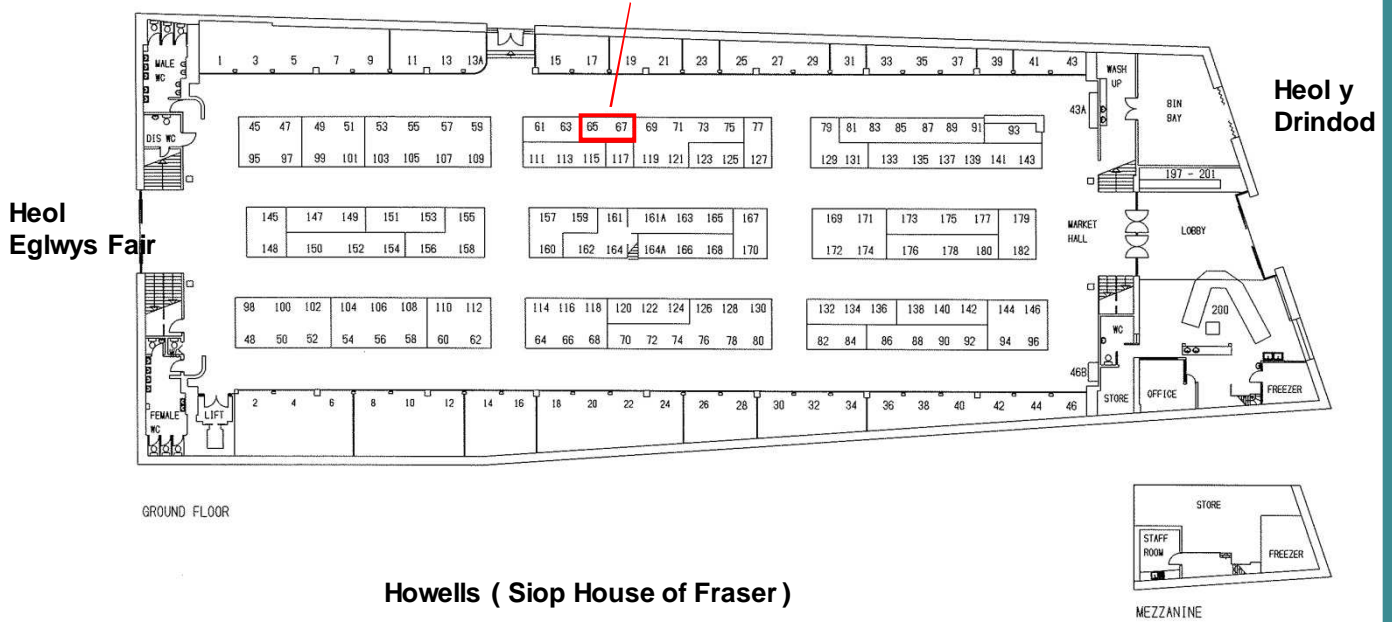 1 3 5 7 9 11 13 13A 15 17 19 21 23 25 27 29 31 33 35 37 39 41 43
MALE
WC
WASH
UP
BIN
BAY
43A
Heol y
Drindod
DIS WC
45 47 49 51 53 55 57 59 61 63 65 67 69 71 73 75 77 79 81 83 85 87 89 91 93
95 97 99 101 103 105 107 109 111 113 115 117 119 121 123 125 127 129 131 133 135 137 139 141 143
197 - 201
Heol
Eglwys Fair
145 147 149 151 153 155 157 159 161 161A 163 165 167 169 171 173 175 177 179
148 150 152 154 156 158 160 162 164 164A 166 168 170 172 174 176 178 180 182
MARKET
HALL
LOBBY
98 100 102 104 106 108 110 112 114 116 118 120 122 124 126 128 130 132 134 136 138 140 142 144 146
48 50 52 54 56 58 60 62 64 66 68 70 72 74 76 78 80 82 84 86 88 90 92 94 96
200
WC
46B
STORE
OFFICE
FREEZER
FEMALE
WC
LIFT
2 4 6 8 10 12 14 16 18 20 22 24 26 28 30 32 34 36 38 40 42 44 46
GROUND FLOOR
STORE
STAFF
ROOM
FREEZER
MEZZANINE
Howells ( Siop House of Fraser )